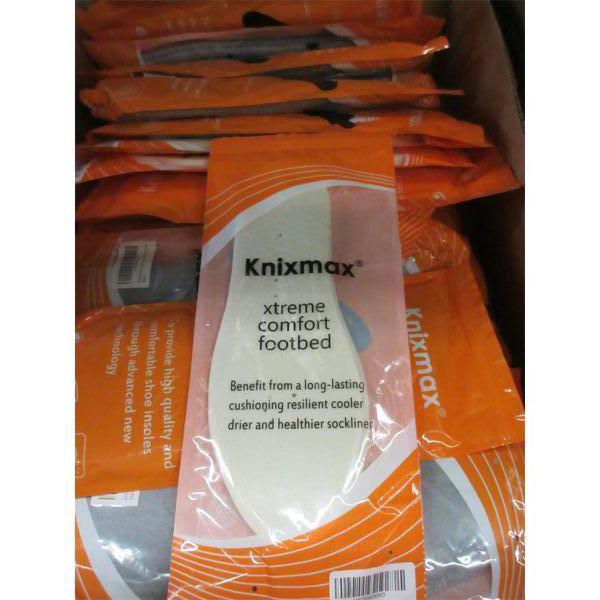 Knixmax®
xtreme
comfort
footbed
Benefit from a long-lasting
cushioning resilient cooler
drier and healthier sockliner
to provide high quality and
comfortable shoe insoles
through advanced new
technology
Knixmax®